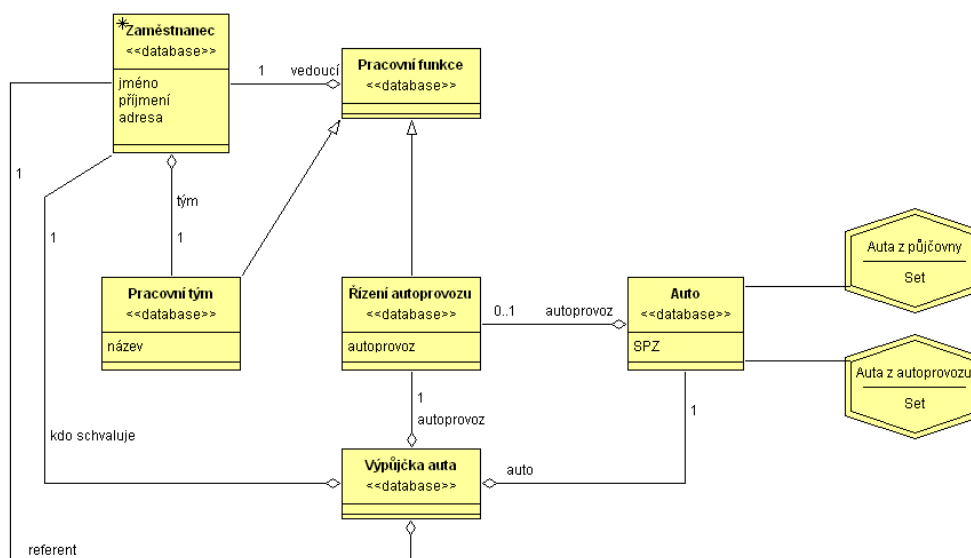 Zaměstnanec
<<database>>
jméno
příjmení
adresa
1
vedoucí
Pracovní funkce
<<database>>
1
1
tým
1
Auta z půjčovny
Set
Pracovní tým
<<database>>
název
Řízení autoprovozu
<<database>>
autoprovoz
0..1
autoprovoz
Auto
<<database>>
SPZ
Auta z autoprovozu
Set
1
autoprovoz
1
kdo schvaluje
Výpůjčka auta
<<database>>
auto
referent